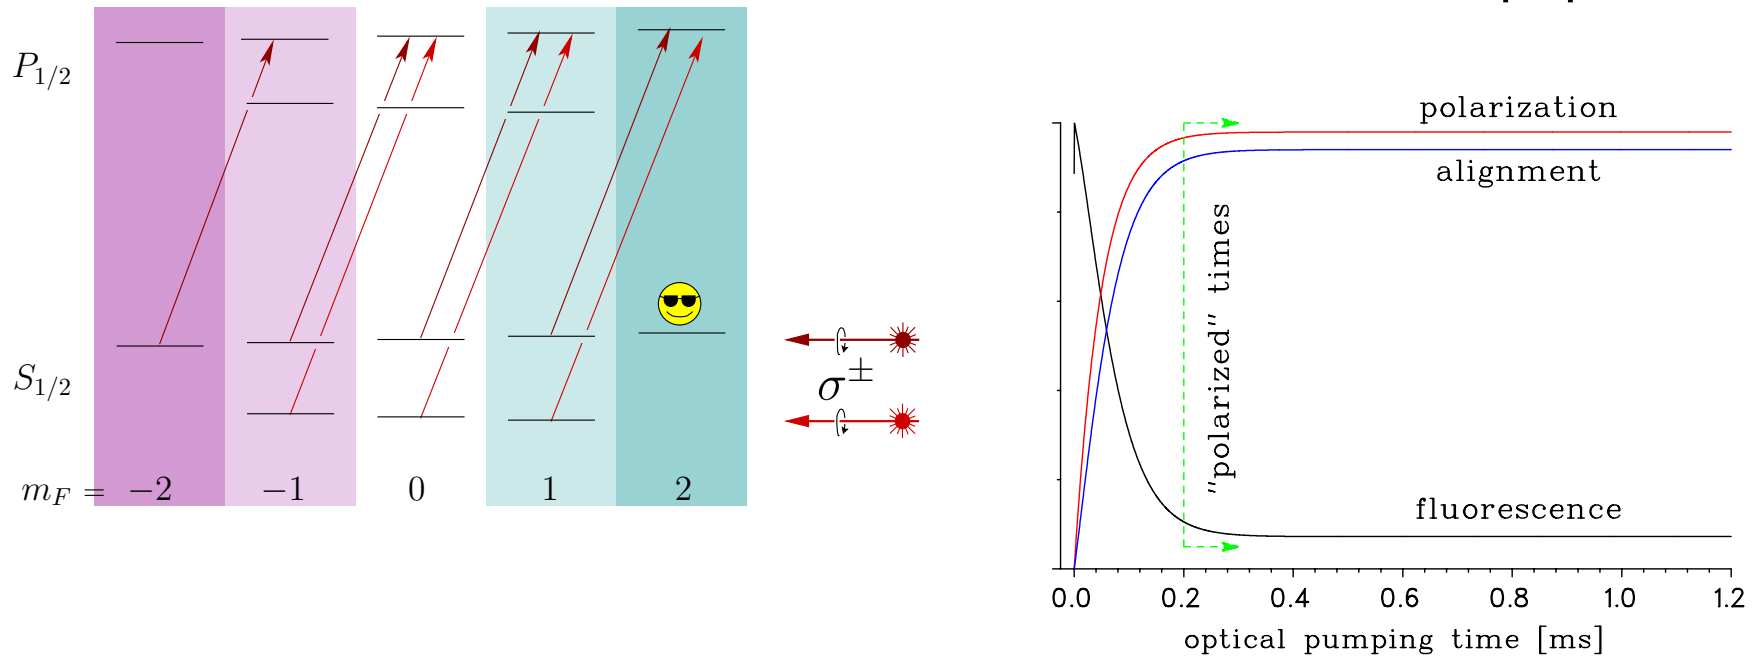 P1/2
S1/2
mF = −2 −1 0 1 2
σ±
polarization
alignment
"polarized" times
fluorescence
0.0 0.2 0.4 0.6 0.8 1.0 1.2
optical pumping time [ms]